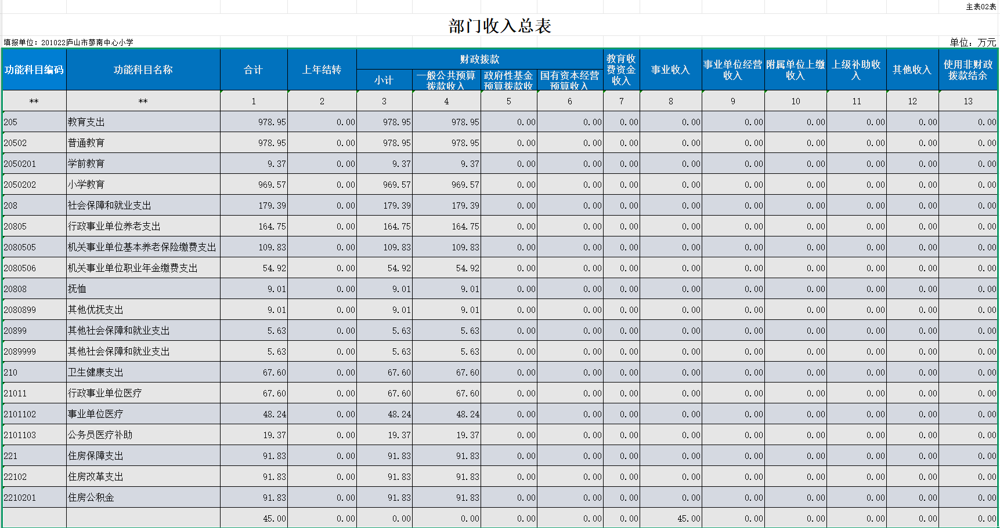 主表02表
部门收入总表
填报单位：201022庐山市蓼南中心小学 单位：万元
功能科目编码 功能科目名称 合计 上年结转 财政拨款 教育收费资金收入 事业收入 事业单位经营收入 附属单位上缴收入 上级补助收入 其他收入 使用非财政拨款结余
小计 一般公共预算拨款收入 政府性基金预算拨款收 国有资本经营预算收入
** ** 1 2 3 4 5 6 7 8 9 10 11 12 13
205 教育支出 978.95 0.00 978.95 978.95 0.00 0.00 0.00 0.00 0.00 0.00 0.00 0.00 0.00
20502 普通教育 978.95 0.00 978.95 978.95 0.00 0.00 0.00 0.00 0.00 0.00 0.00 0.00 0.00
2050201 学前教育 9.37 0.00 9.37 9.37 0.00 0.00 0.00 0.00 0.00 0.00 0.00 0.00 0.00
2050202 小学教育 969.57 0.00 969.57 969.57 0.00 0.00 0.00 0.00 0.00 0.00 0.00 0.00 0.00
208 社会保障和就业支出 179.39 0.00 179.39 179.39 0.00 0.00 0.00 0.00 0.00 0.00 0.00 0.00 0.00
20805 行政事业单位养老支出 164.75 0.00 164.75 164.75 0.00 0.00 0.00 0.00 0.00 0.00 0.00 0.00 0.00
2080505 机关事业单位基本养老保险缴费支出 109.83 0.00 109.83 109.83 0.00 0.00 0.00 0.00 0.00 0.00 0.00 0.00 0.00
2080506 机关事业单位职业年金缴费支出 54.92 0.00 54.92 54.92 0.00 0.00 0.00 0.00 0.00 0.00 0.00 0.00 0.00
20808 抚恤 9.01 0.00 9.01 9.01 0.00 0.00 0.00 0.00 0.00 0.00 0.00 0.00 0.00
2080899 其他优抚支出 9.01 0.00 9.01 9.01 0.00 0.00 0.00 0.00 0.00 0.00 0.00 0.00 0.00
20899 其他社会保障和就业支出 5.63 0.00 5.63 5.63 0.00 0.00 0.00 0.00 0.00 0.00 0.00 0.00 0.00
2089999 其他社会保障和就业支出 5.63 0.00 5.63 5.63 0.00 0.00 0.00 0.00 0.00 0.00 0.00 0.00 0.00
210 卫生健康支出 67.60 0.00 67.60 67.60 0.00 0.00 0.00 0.00 0.00 0.00 0.00 0.00 0.00
21011 行政事业单位医疗 67.60 0.00 67.60 67.60 0.00 0.00 0.00 0.00 0.00 0.00 0.00 0.00 0.00
2101102 事业单位医疗 48.24 0.00 48.24 48.24 0.00 0.00 0.00 0.00 0.00 0.00 0.00 0.00 0.00
2101103 公务员医疗补助 19.37 0.00 19.37 19.37 0.00 0.00 0.00 0.00 0.00 0.00 0.00 0.00 0.00
221 住房保障支出 91.83 0.00 91.83 91.83 0.00 0.00 0.00 0.00 0.00 0.00 0.00 0.00 0.00
22102 住房改革支出 91.83 0.00 91.83 91.83 0.00 0.00 0.00 0.00 0.00 0.00 0.00 0.00 0.00
2210201 住房公积金 91.83 0.00 91.83 91.83 0.00 0.00 0.00 0.00 0.00 0.00 0.00 0.00 0.00
45.00 0.00 0.00 0.00 0.00 0.00 0.00 45.00 0.00 0.00 0.00 0.00 0.00